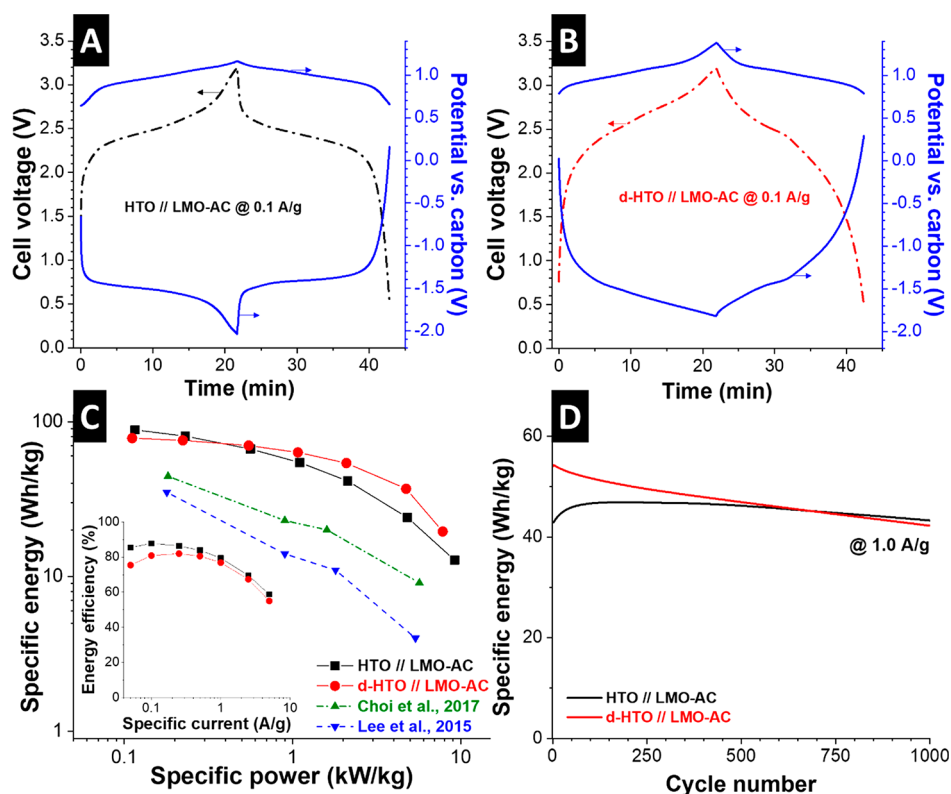 A
3.5
3.0
2.5
2.0
1.5
1.0
0.5
0.0
Cell voltage (V)
HTO // LMO-AC @ 0.1 A/g
1.0
0.5
0.0
-0.5
-1.0
-1.5
-2.0
Potential vs. carbon (V)
0 10 20 30 40
Time (min)
B
3.5
3.0
2.5
2.0
1.5
1.0
0.5
0.0
Cell voltage (V)
d-HTO // LMO-AC @ 0.1 A/g
1.0
0.5
0.0
-0.5
-1.0
-1.5
-2.0
Potential vs. carbon (V)
0 10 20 30 40
Time (min)
C
100
10
1
Specific energy (Wh/kg)
100
80
60
40
20
0
Energy efficiency (%)
0.1 1 10
Specific current (A/g)
HTO // LMO-AC
d-HTO // LMO-AC
Choi et al., 2017
Lee et al., 2015
0.1 1 10
Specific power (kW/kg)
D
60
40
20
0
Specific energy (Wh/kg)
@ 1.0 A/g
HTO // LMO-AC
d-HTO // LMO-AC
0 250 500 750 1000
Cycle number